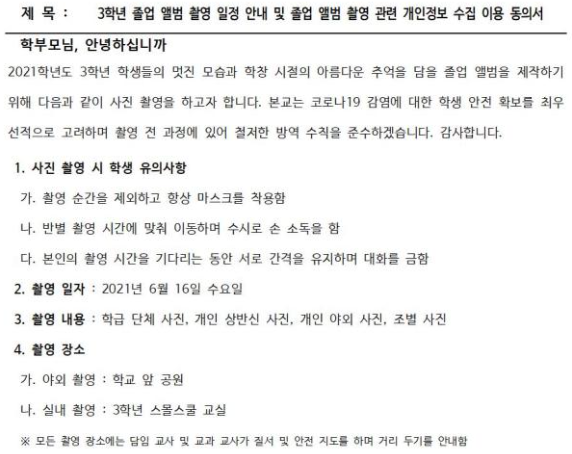 제 목 : 3학년 졸업 앨범 촬영 일정 안내 및 졸업 앨범 촬영 관련 개인정보 수집 이용 동의서
학부모님, 안녕하십니까
2021학년도 3학년 학생들의 멋진 모습과 학창 시절의 아름다운 추억을 담을 졸업 앨범을 제작하기
위해 다음과 같이 사진 촬영을 하고자 합니다. 본교는 코로나19 감염에 대한 학생 안전 확보를 최우
선적으로 고려하며 촬영 전 과정에 있어 철저한 방역 수칙을 준수하겠습니다. 감사합니다.
1. 사진 촬영 시 학생 유의사항
가. 촬영 순간을 제외하고 항상 마스크를 착용함
나. 반별 촬영 시간에 맞춰 이동하며 수시로 손 소독을 함
다. 본인의 촬영 시간을 기다리는 동안 서로 간격을 유지하며 대화를 금함
2. 촬영 일자 : 2021년 6월 16일 수요일
3. 촬영 내용 : 학급 단체 사진, 개인 상반신 사진, 개인 야외 사진, 조별 사진
4. 촬영 장소
가. 야외 촬영 : 학교 앞 공원
나. 실내 촬영 : 3학년 스몰스쿨 교실
※ 모든 촬영 장소에는 담임 교사 및 교과 교사가 질서 및 안전 지도를 하며 거리 두기를 안내함